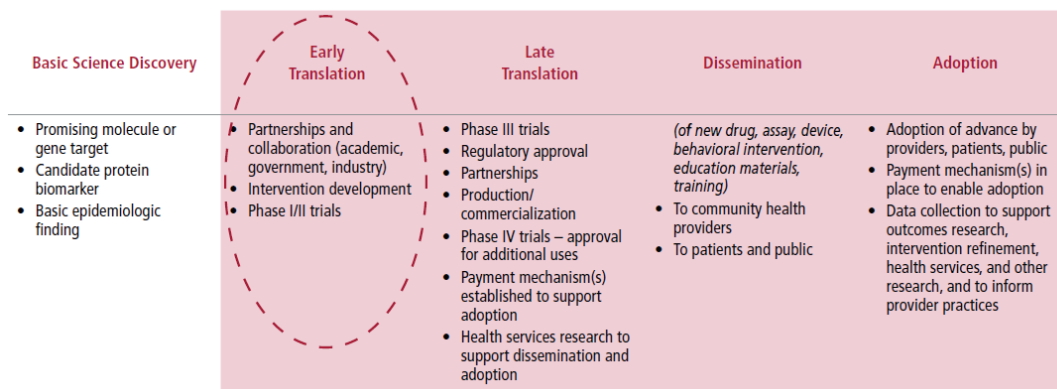 Basic Science Discovery
• Promising molecule or
gene target
• Candidate protein
biomarker
• Basic epidemiologic
finding
Early
Translation
• Partnerships and
collaboration (academic,
government, industry)
• Intervention development
• Phase I/II trials
Late
Translation
• Phase III trials
• Regulatory approval
• Partnerships
• Production/
commercialization
• Phase IV trials – approval
for additional uses
• Payment mechanism(s)
established to support
adoption
• Health services research to
support dissemination and
adoption
Dissemination
(of new drug, assay, device,
behavioral intervention,
education materials,
training)
• To community health
providers
• To patients and public
Adoption
• Adoption of advance by
providers, patients, public
• Payment mechanism(s) in
place to enable adoption
• Data collection to support
outcomes research,
intervention refinement,
health services, and other
research, and to inform
provider practices